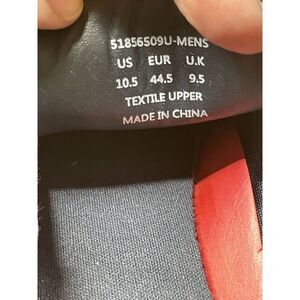 51856509U-MENS
US EUR U.K
10.5 44.5 9.5
TEXTILE UPPER
MADE IN CHINA